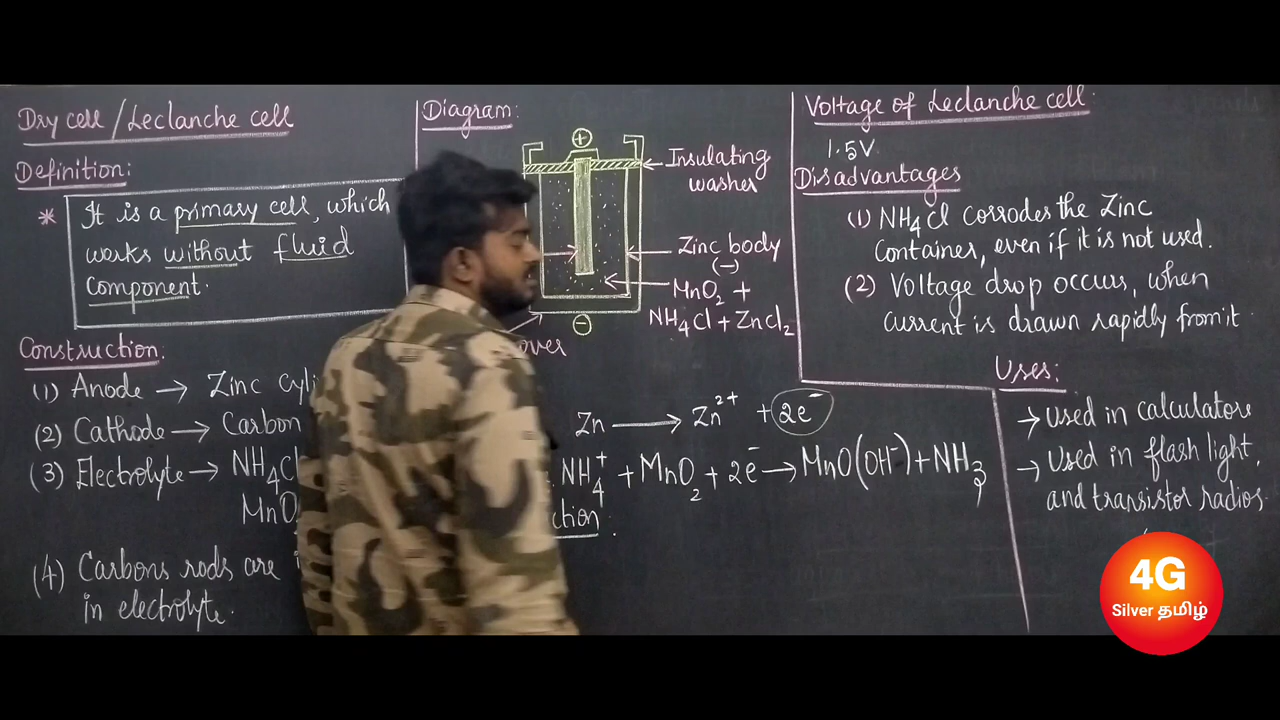 Dry cell / Leclanche cell
Definition:
* It is a primary cell, which
works without fluid
component.
Construction:
(1) Anode → Zinc
(2) Cathode → Carbon
(3) Electrolyte → NH₄Cl
MnO
(4) Carbons rods are
in electrolyte.
Diagram:
+
Insulating
washer
Zinc body
(-)
MnO₂ +
NH₄Cl + ZnCl₂
−
Zn → Zn²⁺ + 2e⁻
NH₄⁺ + MnO₂ + 2e⁻ → MnO(OH⁻) + NH₃
Voltage of Leclanche cell:
1.5V
Disadvantages
(1) NH₄Cl corrodes the Zinc
Container, even if it is not used.
(2) Voltage drop occurs, when
current is drawn rapidly from it
Uses:
→ Used in calculators
→ Used in flash light,
and transistor radios
4G
Silver தமிழ்